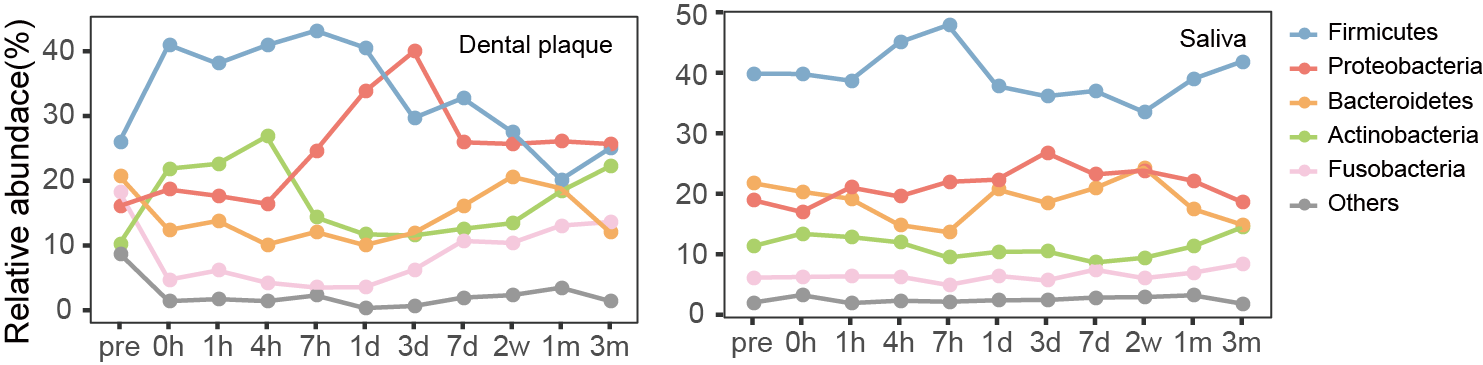 Relative abundace(%)
Dental plaque
40
30
20
10
0
pre 0h 1h 4h 7h 1d 3d 7d 2w 1m 3m
Saliva
50
40
30
20
10
0
pre 0h 1h 4h 7h 1d 3d 7d 2w 1m 3m
Firmicutes
Proteobacteria
Bacteroidetes
Actinobacteria
Fusobacteria
Others